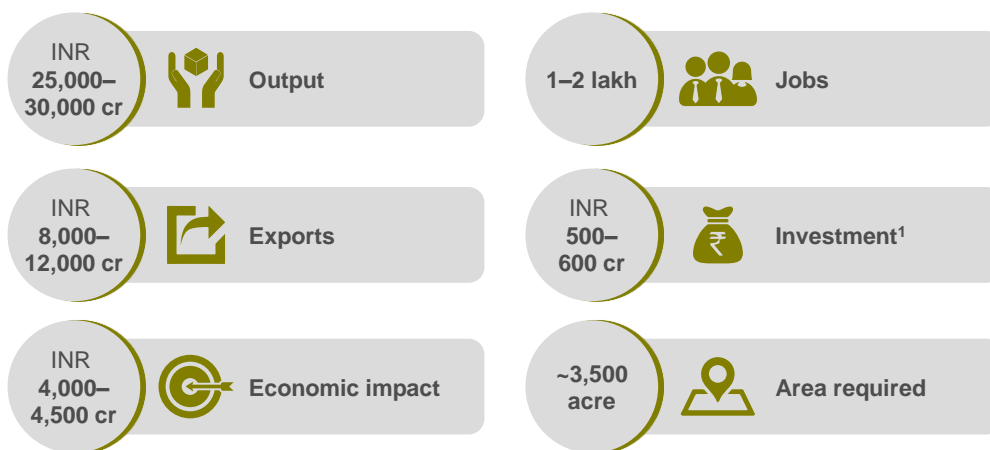 INR
25,000–
30,000 cr
Output
1–2 lakh
Jobs
INR
8,000–
12,000 cr
Exports
INR
500–
600 cr
₹
Investment¹
INR
4,000–
4,500 cr
Economic impact
~3,500
acre
Area required